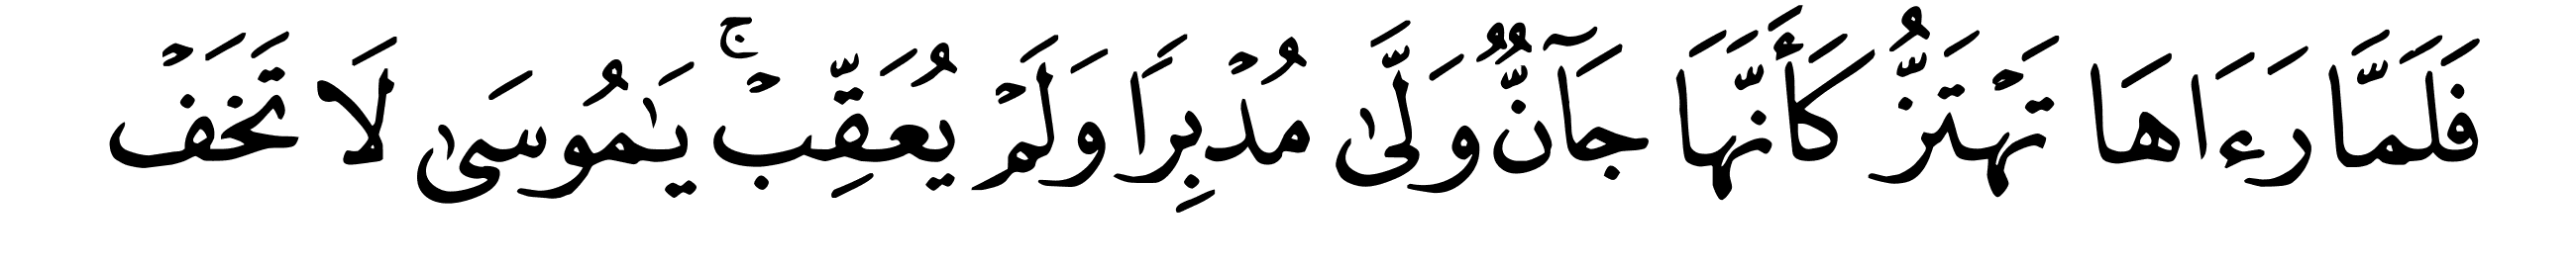 فَلَمَّا رَءَاهَا تَهۡتَزُّ كَأَنَّهَا جَآنّٞ وَلَّىٰ مُدۡبِرٗا وَلَمۡ يُعَقِّبۡۚ يَٰمُوسَىٰ لَا تَخَفۡ